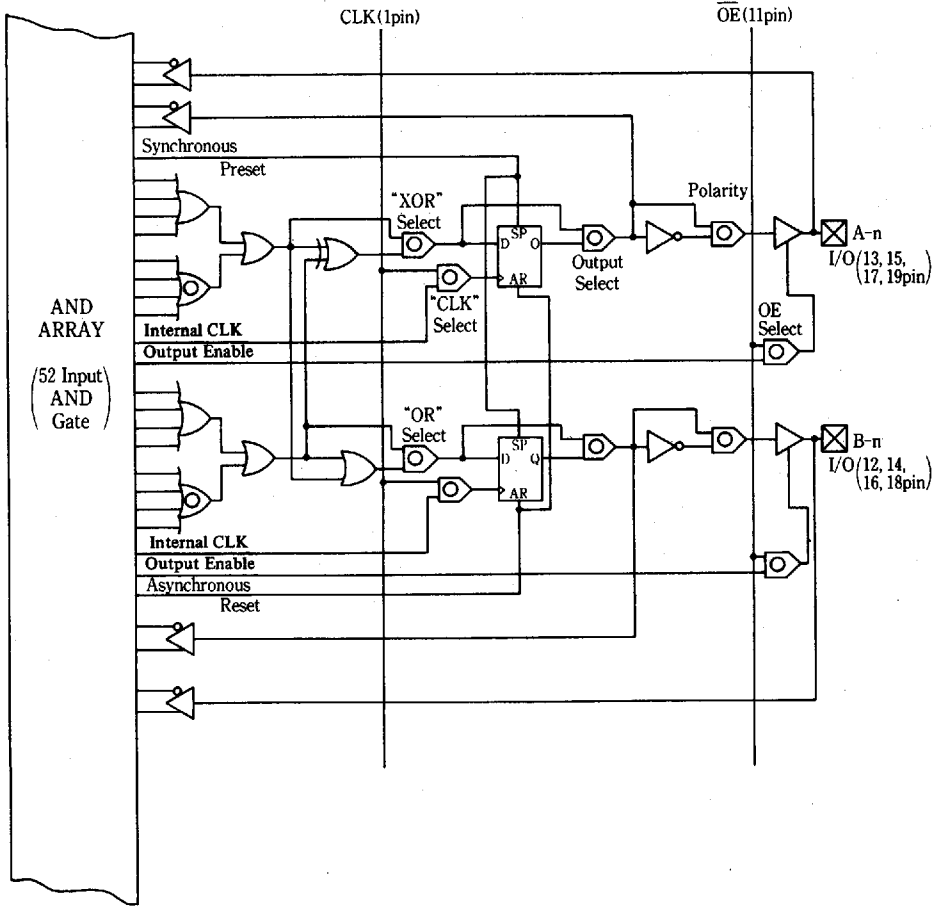 CLK(1pin)
OE(11pin)
Synchronous
Preset
"XOR"
Select
Polarity
SP
D O
AR
Output
Select
A-n
I/O(13, 15,
17, 19pin)
"CLK"
Select
OE
Select
AND
ARRAY
(52 Input
AND
Gate)
Internal CLK
Output Enable
"OR"
Select
SP
D Q
AR
B-n
I/O(12, 14,
16, 18pin)
Internal CLK
Output Enable
Asynchronous
Reset